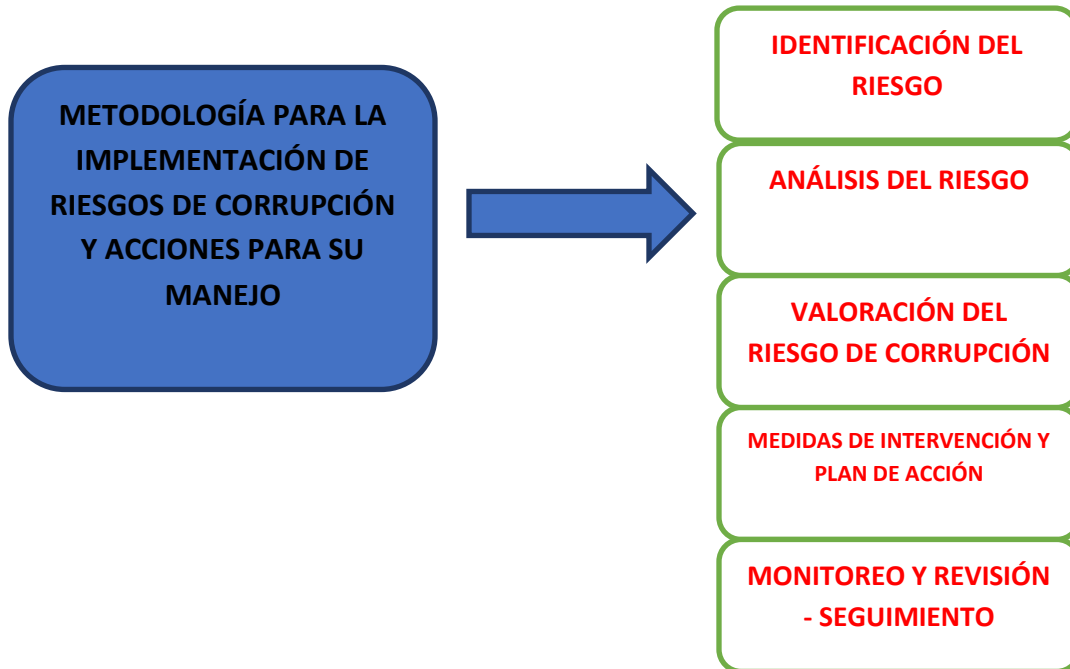 METODOLOGÍA PARA LA
IMPLEMENTACIÓN DE
RIESGOS DE CORRUPCIÓN
Y ACCIONES PARA SU
MANEJO
IDENTIFICACIÓN DEL
RIESGO
ANÁLISIS DEL RIESGO
VALORACIÓN DEL
RIESGO DE CORRUPCIÓN
MEDIDAS DE INTERVENCIÓN Y
PLAN DE ACCIÓN
MONITOREO Y REVISIÓN
- SEGUIMIENTO